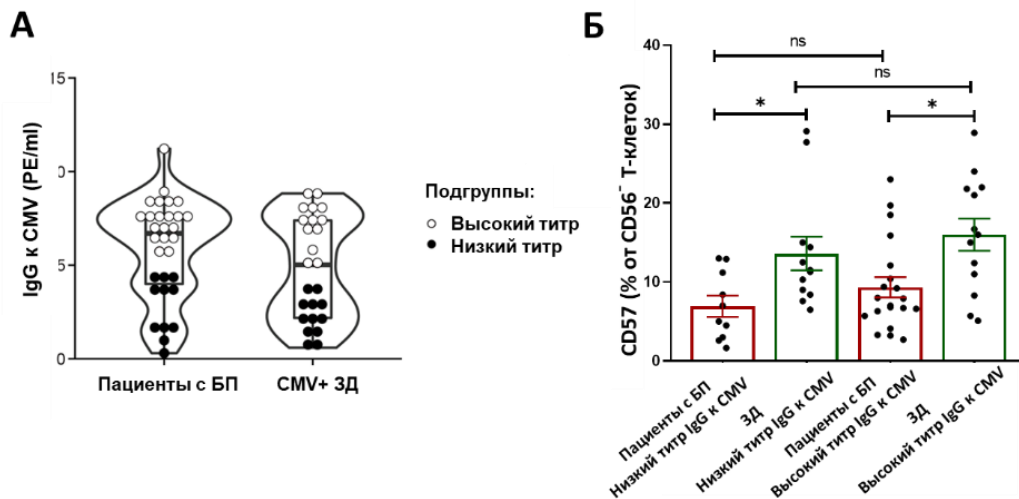 А
IgG к CMV (PE/ml)
15
0
5
0
Пациенты с БП
CMV+ ЗД
Подгруппы:
Высокий титр
Низкий титр
Б
CD57 (% от CD56⁻ Т-клеток)
40
30
20
10
0
ns
ns
*
*
Пациенты с БП
Низкий титр IgG к CMV
ЗД
Низкий титр IgG к CMV
Пациенты с БП
Высокий титр IgG к CMV
ЗД
Высокий титр IgG к CMV